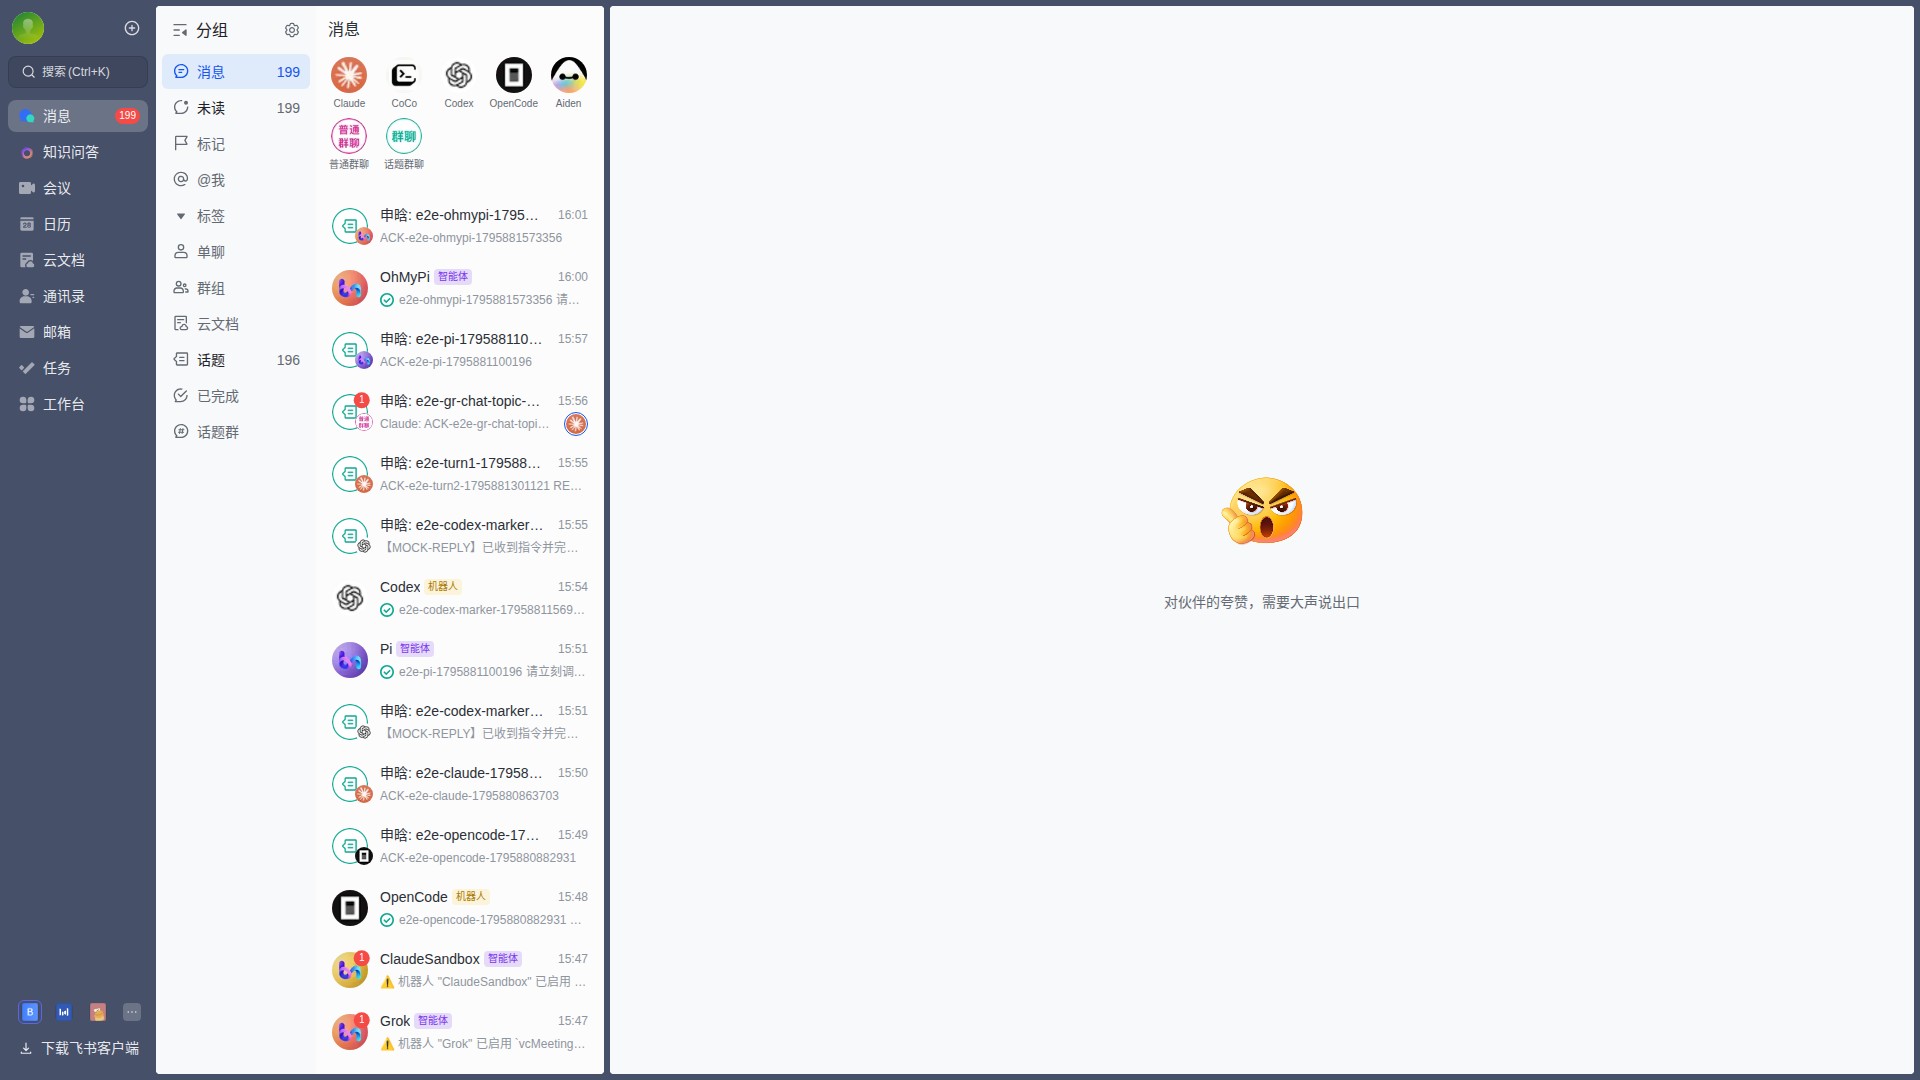 搜索 (Ctrl+K)
消息 199
知识问答
会议
日历
云文档
通讯录
邮箱
任务
工作台
下载飞书客户端
分组
消息 199
未读 199
标记
@我
标签
单聊
群组
云文档
话题 196
已完成
话题群
消息
Claude CoCo Codex OpenCode Aiden
普通
群聊
群聊
普通群聊 话题群聊
申晗: e2e-ohmypi-1795… 16:01
ACK-e2e-ohmypi-1795881573356
OhMyPi 智能体 16:00
e2e-ohmypi-1795881573356 请…
申晗: e2e-pi-179588110… 15:57
ACK-e2e-pi-1795881100196
1
申晗: e2e-gr-chat-topic-… 15:56
Claude: ACK-e2e-gr-chat-topi…
申晗: e2e-turn1-179588… 15:55
ACK-e2e-turn2-1795881301121 RE…
申晗: e2e-codex-marker… 15:55
【MOCK-REPLY】已收到指令并完…
Codex 机器人 15:54
e2e-codex-marker-17958811569…
Pi 智能体 15:51
e2e-pi-1795881100196 请立刻调…
申晗: e2e-codex-marker… 15:51
【MOCK-REPLY】已收到指令并完…
申晗: e2e-claude-17958… 15:50
ACK-e2e-claude-1795880863703
申晗: e2e-opencode-17… 15:49
ACK-e2e-opencode-1795880882931
OpenCode 机器人 15:48
e2e-opencode-1795880882931 …
1
ClaudeSandbox 智能体 15:47
机器人 "ClaudeSandbox" 已启用 …
1
Grok 智能体 15:47
机器人 "Grok" 已启用 `vcMeeting…
对伙伴的夸赞，需要大声说出口
B